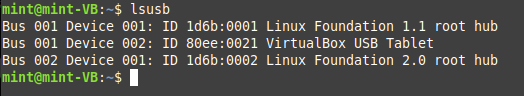 mint@mint-VB:~$ lsusb
Bus 001 Device 001: ID 1d6b:0001 Linux Foundation 1.1 root hub
Bus 001 Device 002: ID 80ee:0021 VirtualBox USB Tablet
Bus 002 Device 001: ID 1d6b:0002 Linux Foundation 2.0 root hub
mint@mint-VB:~$